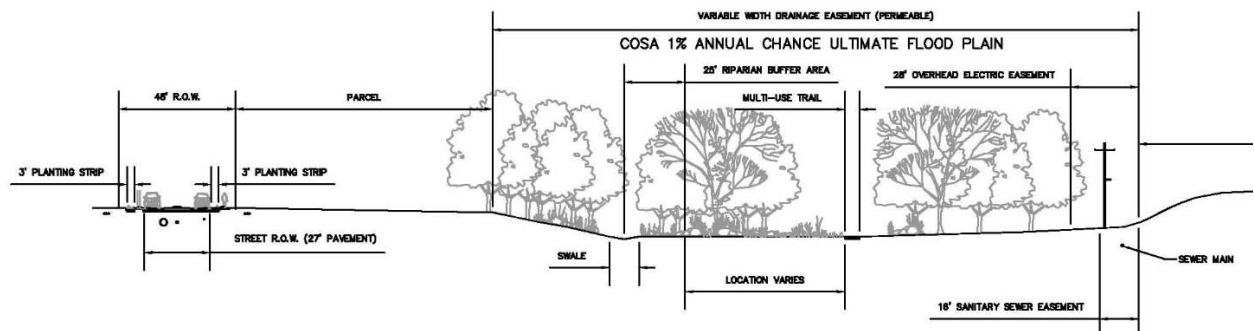 VARIABLE WIDTH DRAINAGE EASEMENT (PERMEABLE)
COSA 1% ANNUAL CHANCE ULTIMATE FLOOD PLAIN
25' RIPARIAN BUFFER AREA
28' OVERHEAD ELECTRIC EASEMENT
48' R.O.W.
PARCEL
MULTI-USE TRAIL
3' PLANTING STRIP
3' PLANTING STRIP
STREET R.O.W. (27' PAVEMENT)
SWALE
SEWER MAIN
LOCATION VARIES
16' SANITARY SEWER EASEMENT